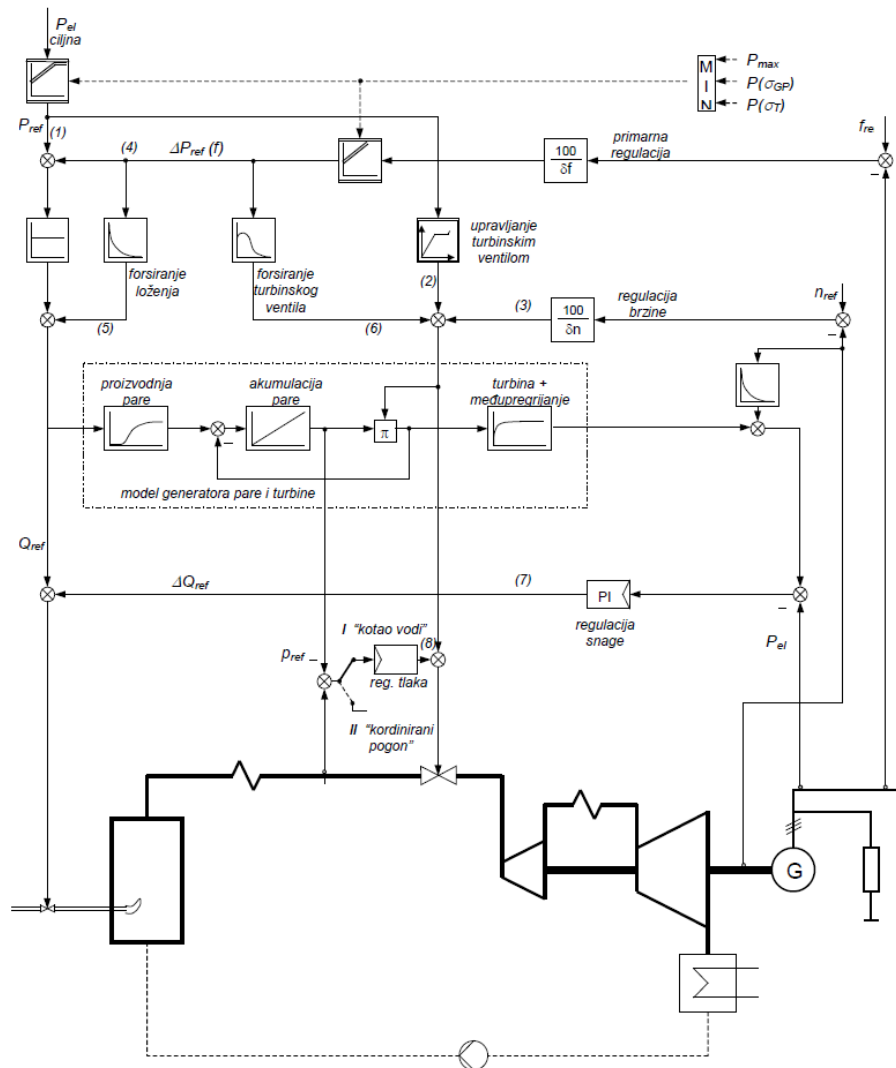 P_el
ciljna
M
I
N
P_max
P(σ_GP)
P(σ_T)
P_ref
(1)
(4)
ΔP_ref (f)
100
δf
primarna
regulacija
f_re
forsiranje
loženja
forsiranje
turbinskog
ventila
upravljanje
turbinskim
ventilom
(2)
(5)
(6)
(3)
100
δn
regulacija
brzine
n_ref
proizvodnja
pare
akumulacija
pare
π
turbina +
međupregrijanje
model generatora pare i turbine
Q_ref
ΔQ_ref
(7)
PI
regulacija
snage
P_el
I "kotao vodi"
(8)
p_ref
reg. tlaka
II "kordinirani
pogon"
G